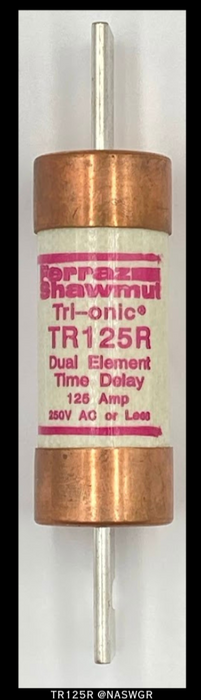 Ferraz
Shawmut
Tri-onic®
TR125R
Dual Element
Time Delay
125 Amp
250V AC or Less
TR125R @NASWGR